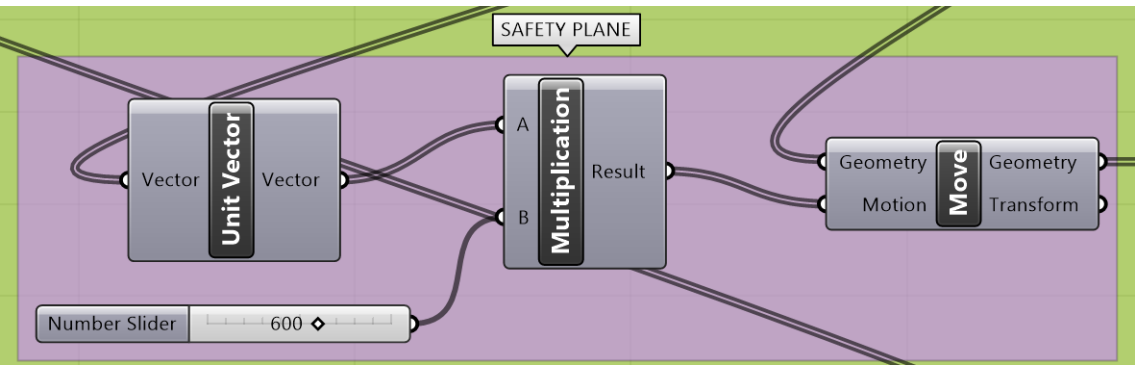 SAFETY PLANE
Vector
Unit Vector
Vector
A
B
Multiplication
Result
Geometry
Motion
Move
Geometry
Transform
Number Slider
600